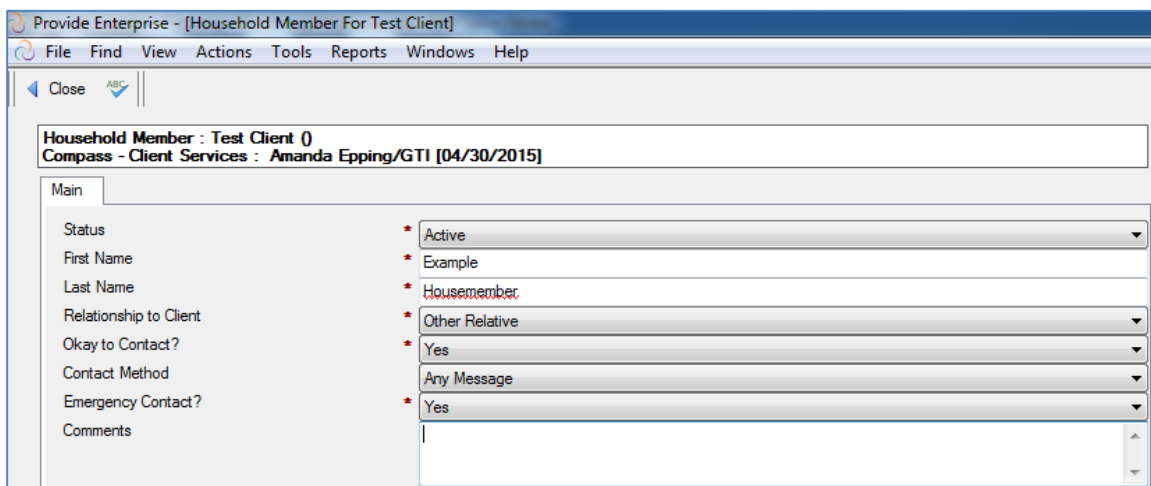 Provide Enterprise - [Household Member For Test Client]
File Find View Actions Tools Reports Windows Help
Close ABC
Household Member : Test Client ()
Compass - Client Services : Amanda Epping/GTI [04/30/2015]
Main
Status * Active
First Name * Example
Last Name * Housemember
Relationship to Client * Other Relative
Okay to Contact? * Yes
Contact Method Any Message
Emergency Contact? * Yes
Comments